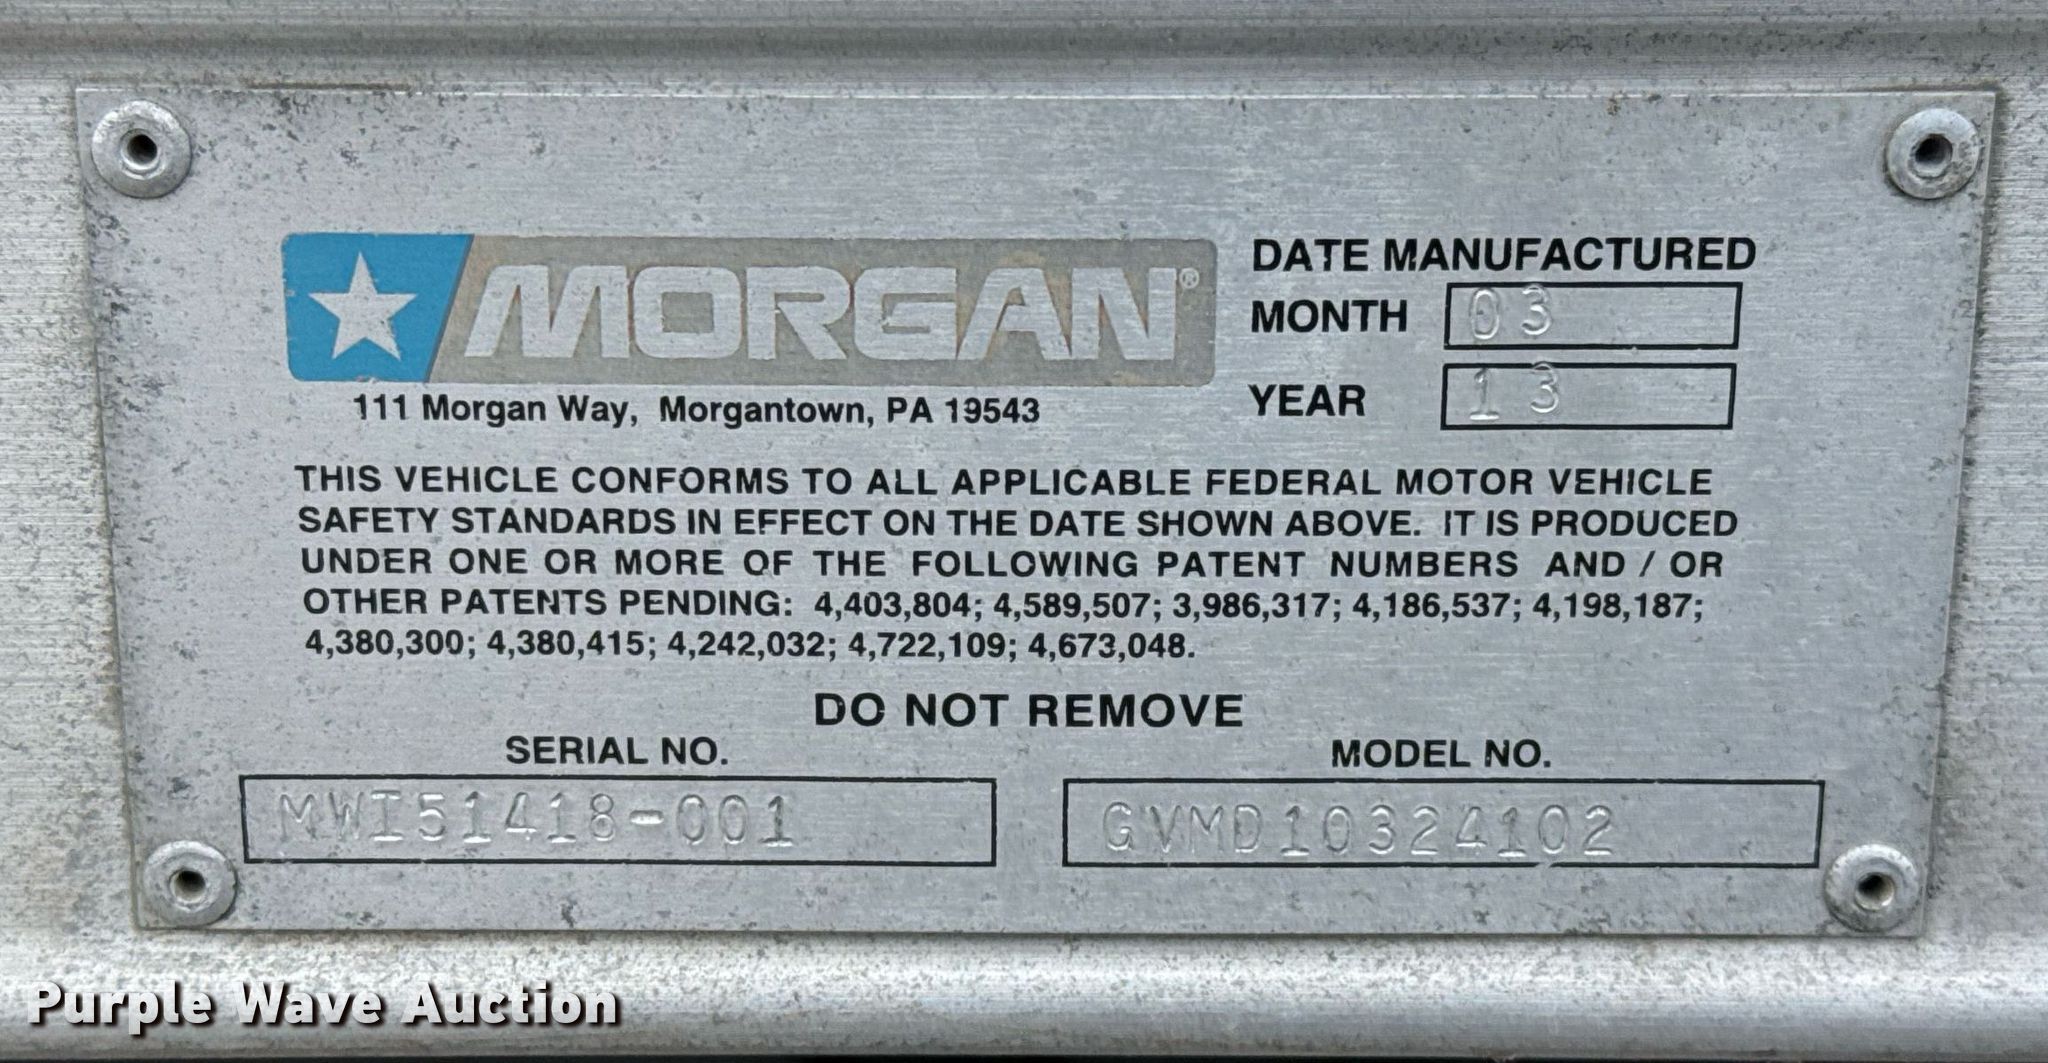 MORGAN®
111 Morgan Way, Morgantown, PA 19543
DATE MANUFACTURED
MONTH 03
YEAR 13
THIS VEHICLE CONFORMS TO ALL APPLICABLE FEDERAL MOTOR VEHICLE
SAFETY STANDARDS IN EFFECT ON THE DATE SHOWN ABOVE. IT IS PRODUCED
UNDER ONE OR MORE OF THE FOLLOWING PATENT NUMBERS AND / OR
OTHER PATENTS PENDING: 4,403,804; 4,589,507; 3,986,317; 4,186,537; 4,198,187;
4,380,300; 4,380,415; 4,242,032; 4,722,109; 4,673,048.
DO NOT REMOVE
SERIAL NO.
MWI51418-001
MODEL NO.
GVMD10324102
Purple Wave Auction